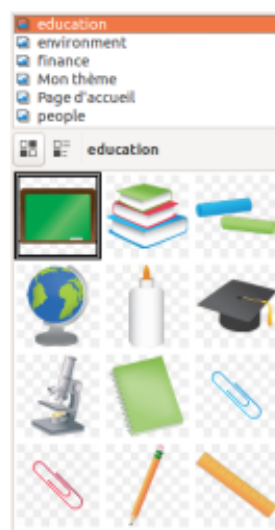 education
environment
finance
Mon thème
Page d'accueil
people
education